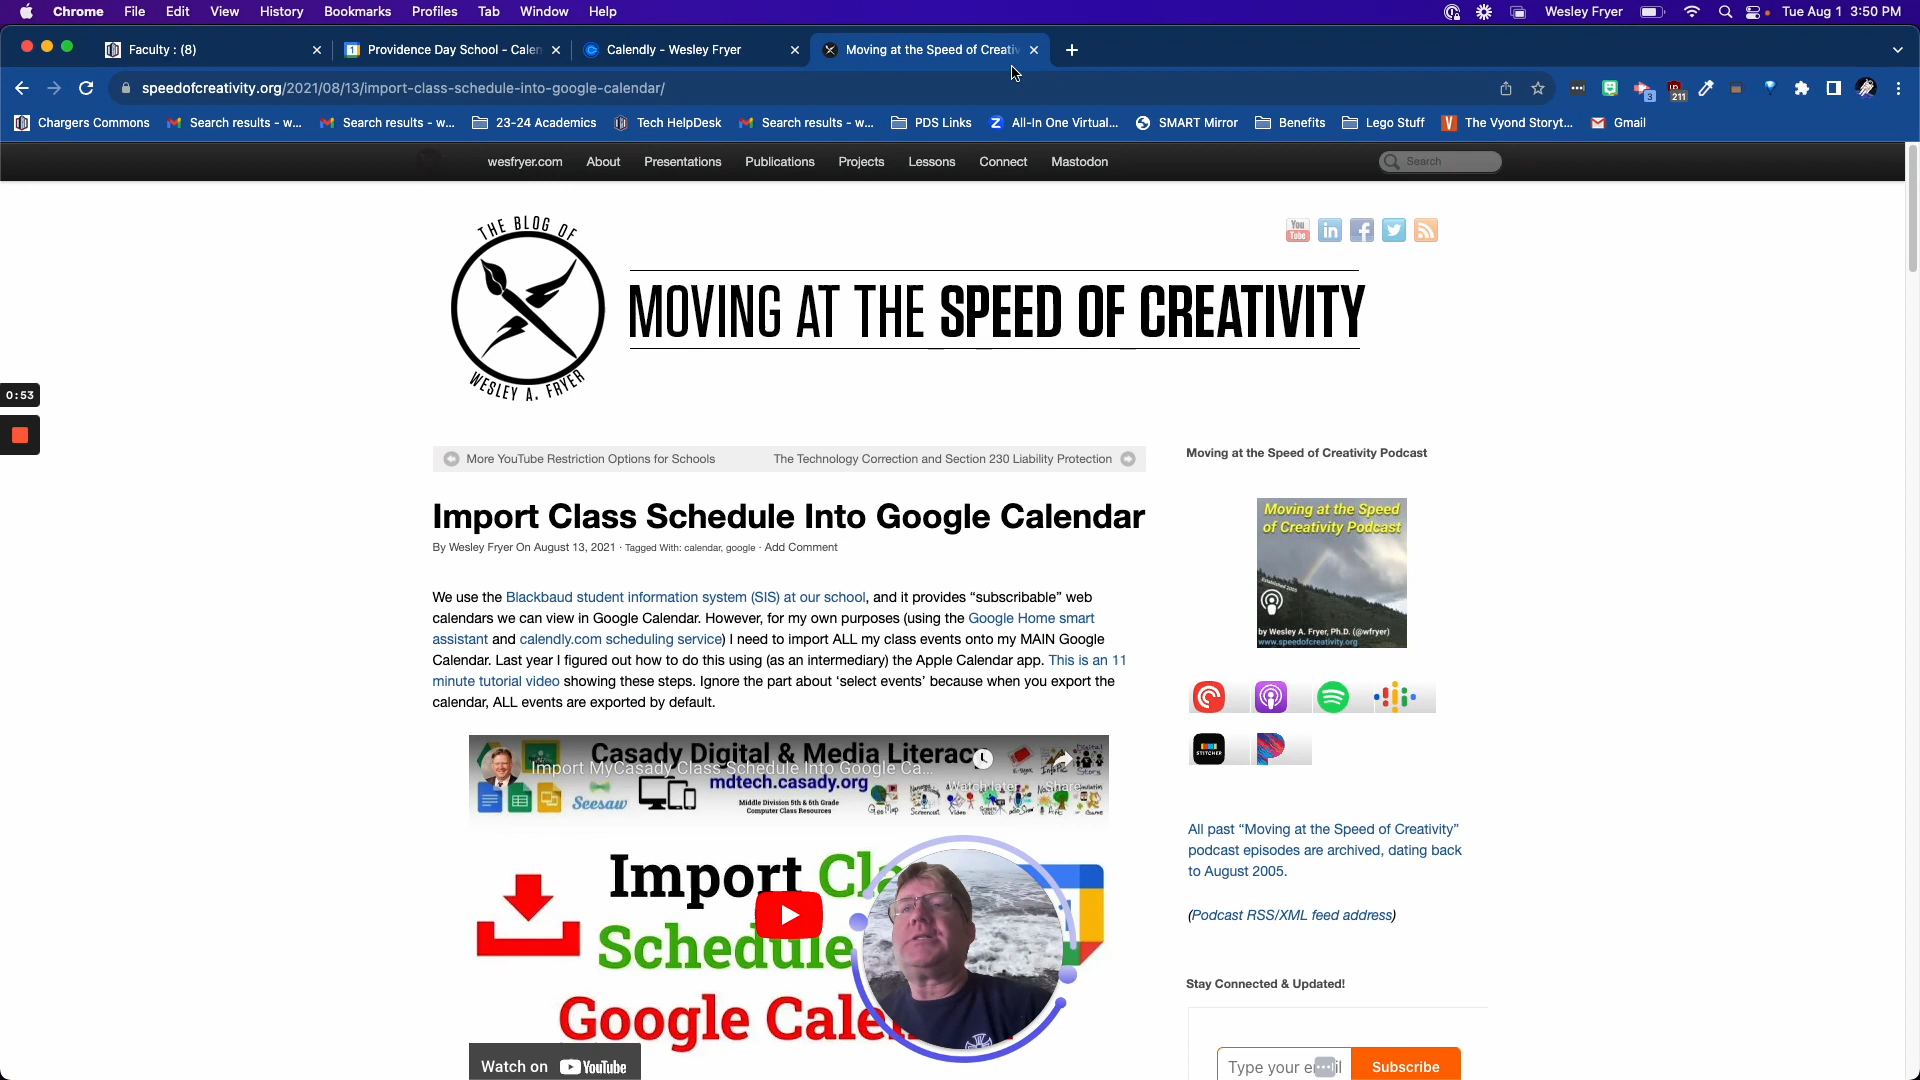 Chrome File Edit View History Bookmarks Profiles Tab Window Help Wesley Fryer Tue Aug 1 3:50 PM
Faculty : (8) Providence Day School - Calen Calendly - Wesley Fryer Moving at the Speed of Creativ
speedofcreativity.org/2021/08/13/import-class-schedule-into-google-calendar/ 3 211
Chargers Commons Search results - w... Search results - w... 23-24 Academics Tech HelpDesk Search results - w... PDS Links All-In One Virtual... SMART Mirror Benefits Lego Stuff The Vyond Storyt... Gmail
wesfryer.com About Presentations Publications Projects Lessons Connect Mastodon Search
THE BLOG OF
WESLEY A. FRYER
MOVING AT THE SPEED OF CREATIVITY
You
Tube
0:53
More YouTube Restriction Options for Schools The Technology Correction and Section 230 Liability Protection
Import Class Schedule Into Google Calendar
By Wesley Fryer On August 13, 2021 · Tagged With: calendar, google · Add Comment
We use the Blackbaud student information system (SIS) at our school, and it provides “subscribable” web
calendars we can view in Google Calendar. However, for my own purposes (using the Google Home smart
assistant and calendly.com scheduling service) I need to import ALL my class events onto my MAIN Google
Calendar. Last year I figured out how to do this using (as an intermediary) the Apple Calendar app. This is an 11
minute tutorial video showing these steps. Ignore the part about ‘select events’ because when you export the
calendar, ALL events are exported by default.
Casady Digital & Media Literacy
Import MyCasady Class Schedule Into Google Ca...
mdtech.casady.org
Watch later Share
Seesaw
Middle Division 5th & 6th Grade
Computer Class Resources
Import Cla
Schedule
Google Cale
Watch on YouTube
Moving at the Speed of Creativity Podcast
Moving at the Speed
of Creativity Podcast
by Wesley A. Fryer, Ph.D. (@wfryer)
www.speedofcreativity.org
STITCHER
All past “Moving at the Speed of Creativity”
podcast episodes are archived, dating back
to August 2005.
(Podcast RSS/XML feed address)
Stay Connected & Updated!
Type your e
Subscribe